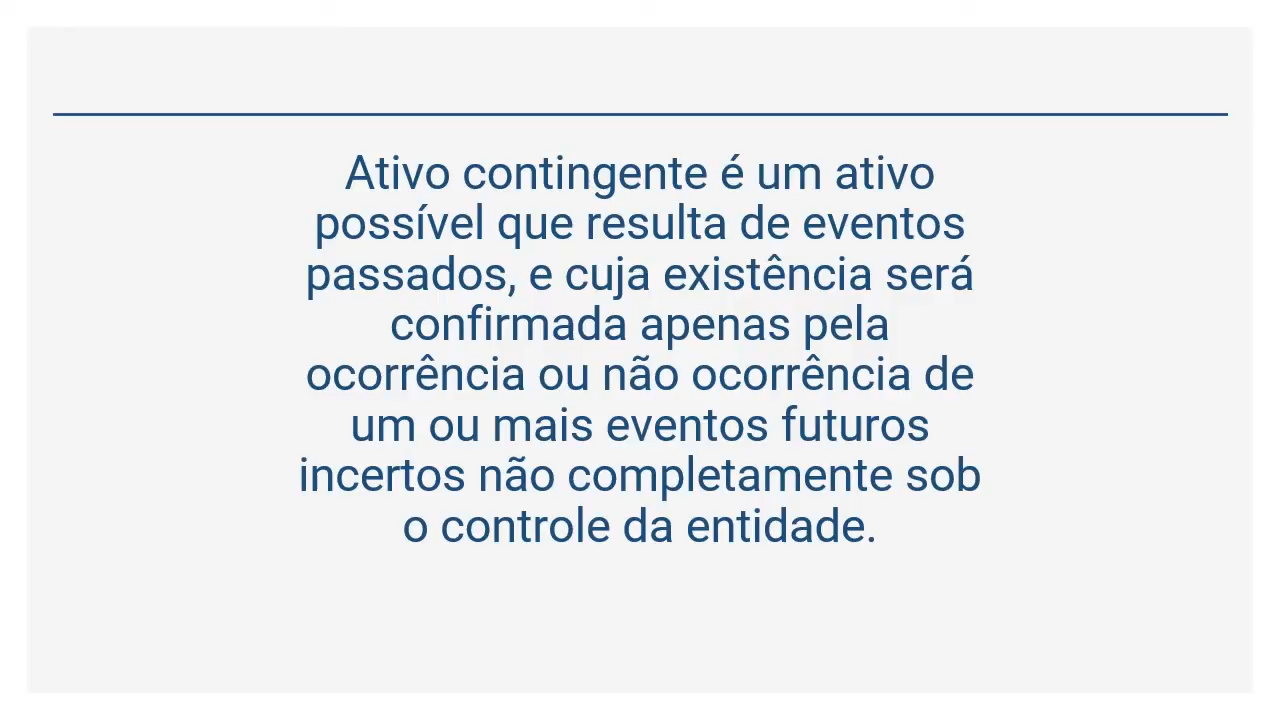 Ativo contingente é um ativo
possível que resulta de eventos
passados, e cuja existência será
confirmada apenas pela
ocorrência ou não ocorrência de
um ou mais eventos futuros
incertos não completamente sob
o controle da entidade.